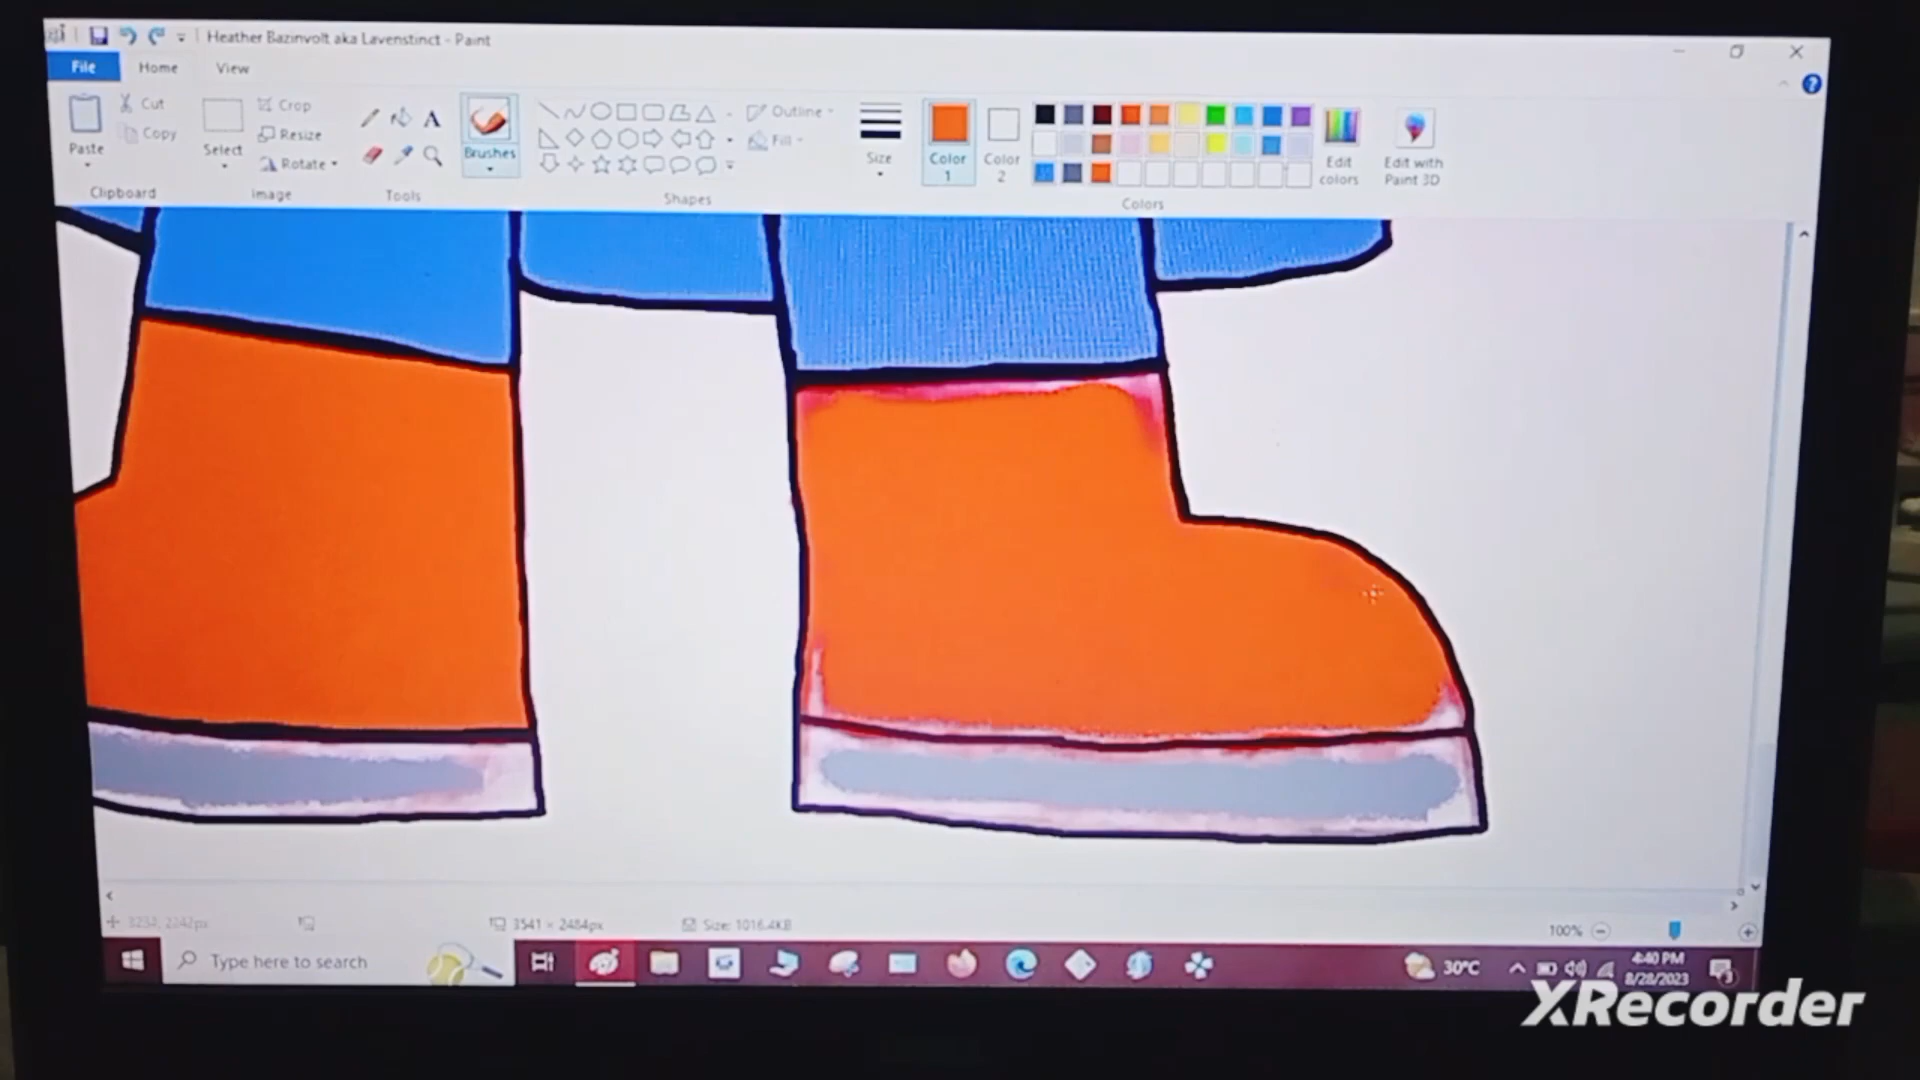 Heather Bazinvolt aka Lavenstinct - Paint
File Home View
Paste
Cut
Copy
Clipboard
Select
Crop
Resize
Rotate
Image
Tools
Brushes
Outline
Fill
Shapes
Size
Color 1
Color 2
Edit colors
Edit with Paint 3D
Colors
3541 × 2484px
Size: 1016.4KB
100%
Type here to search
30°C
4:40 PM
8/28/2023
XRecorder